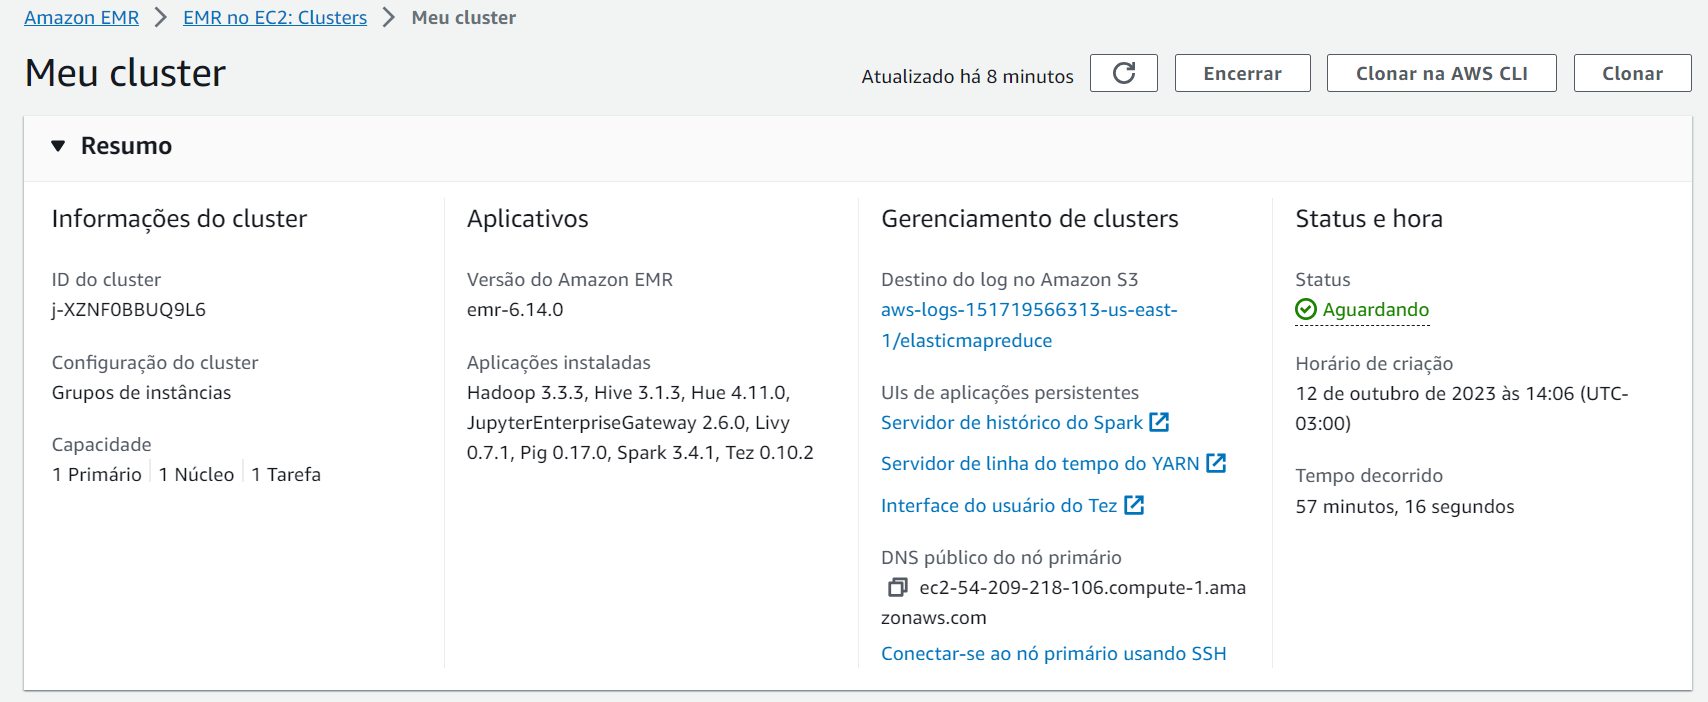 Amazon EMR > EMR no EC2: Clusters > Meu cluster
Meu cluster
Atualizado há 8 minutos
Encerrar
Clonar na AWS CLI
Clonar
Resumo
Informações do cluster
ID do cluster
j-XZNF0BBUQ9L6
Configuração do cluster
Grupos de instâncias
Capacidade
1 Primário | 1 Núcleo | 1 Tarefa
Aplicativos
Versão do Amazon EMR
emr-6.14.0
Aplicações instaladas
Hadoop 3.3.3, Hive 3.1.3, Hue 4.11.0,
JupyterEnterpriseGateway 2.6.0, Livy
0.7.1, Pig 0.17.0, Spark 3.4.1, Tez 0.10.2
Gerenciamento de clusters
Destino do log no Amazon S3
aws-logs-151719566313-us-east-
1/elasticmapreduce
UIs de aplicações persistentes
Servidor de histórico do Spark
Servidor de linha do tempo do YARN
Interface do usuário do Tez
DNS público do nó primário
ec2-54-209-218-106.compute-1.ama
zonaws.com
Conectar-se ao nó primário usando SSH
Status e hora
Status
Aguardando
Horário de criação
12 de outubro de 2023 às 14:06 (UTC-
03:00)
Tempo decorrido
57 minutos, 16 segundos